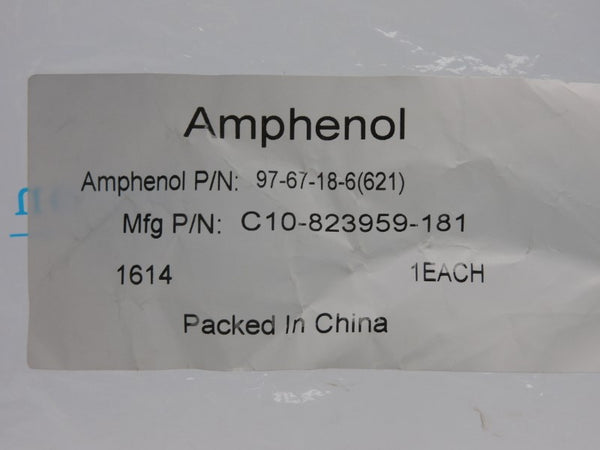 Amphenol
Amphenol P/N: 97-67-18-6(621)
Mfg P/N: C10-823959-181
1614 1EACH
Packed In China